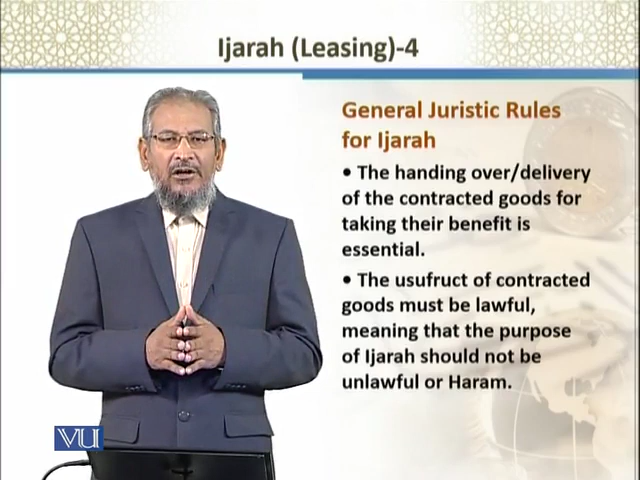 Ijarah (Leasing)-4
General Juristic Rules
for Ijarah
• The handing over/delivery
of the contracted goods for
taking their benefit is
essential.
• The usufruct of contracted
goods must be lawful,
meaning that the purpose
of Ijarah should not be
unlawful or Haram.
VU